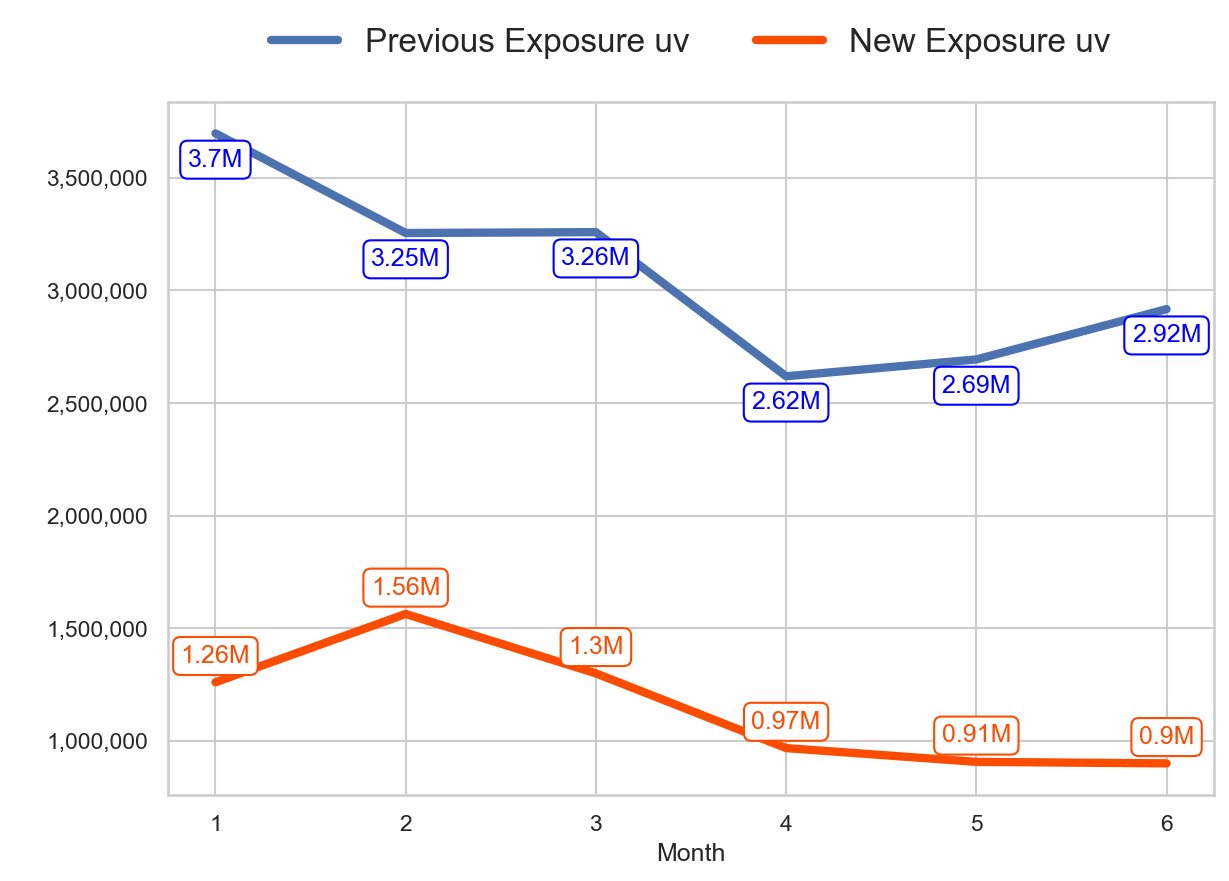 Previous Exposure uv New Exposure uv
3.7M
3,500,000
3.25M
3.26M
3,000,000
2.92M
2.69M
2.62M
2,500,000
2,000,000
1.56M
1,500,000
1.26M
1.3M
0.97M
0.91M
0.9M
1,000,000
1 2 3 4 5 6
Month